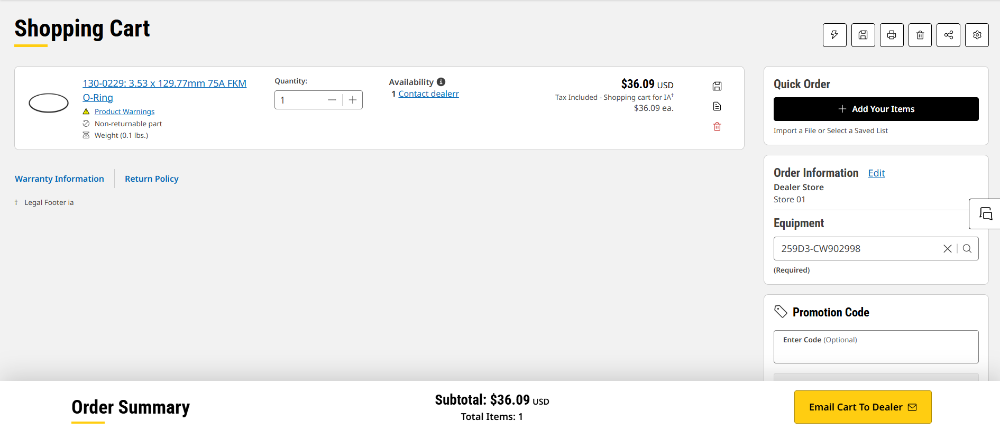 Shopping Cart
130-0229: 3.53 x 129.77mm 75A FKM
O-Ring
Product Warnings
Non-returnable part
Weight (0.1 lbs.)
Quantity:
1
Availability
1 Contact dealerr
$36.09 USD
Tax Included - Shopping cart for IA†
$36.09 ea.
Warranty Information
Return Policy
† Legal Footer ia
Quick Order
Add Your Items
Import a File or Select a Saved List
Order Information Edit
Dealer Store
Store 01
Equipment
259D3-CW902998
(Required)
Promotion Code
Enter Code (Optional)
Order Summary
Subtotal: $36.09 USD
Total Items: 1
Email Cart To Dealer